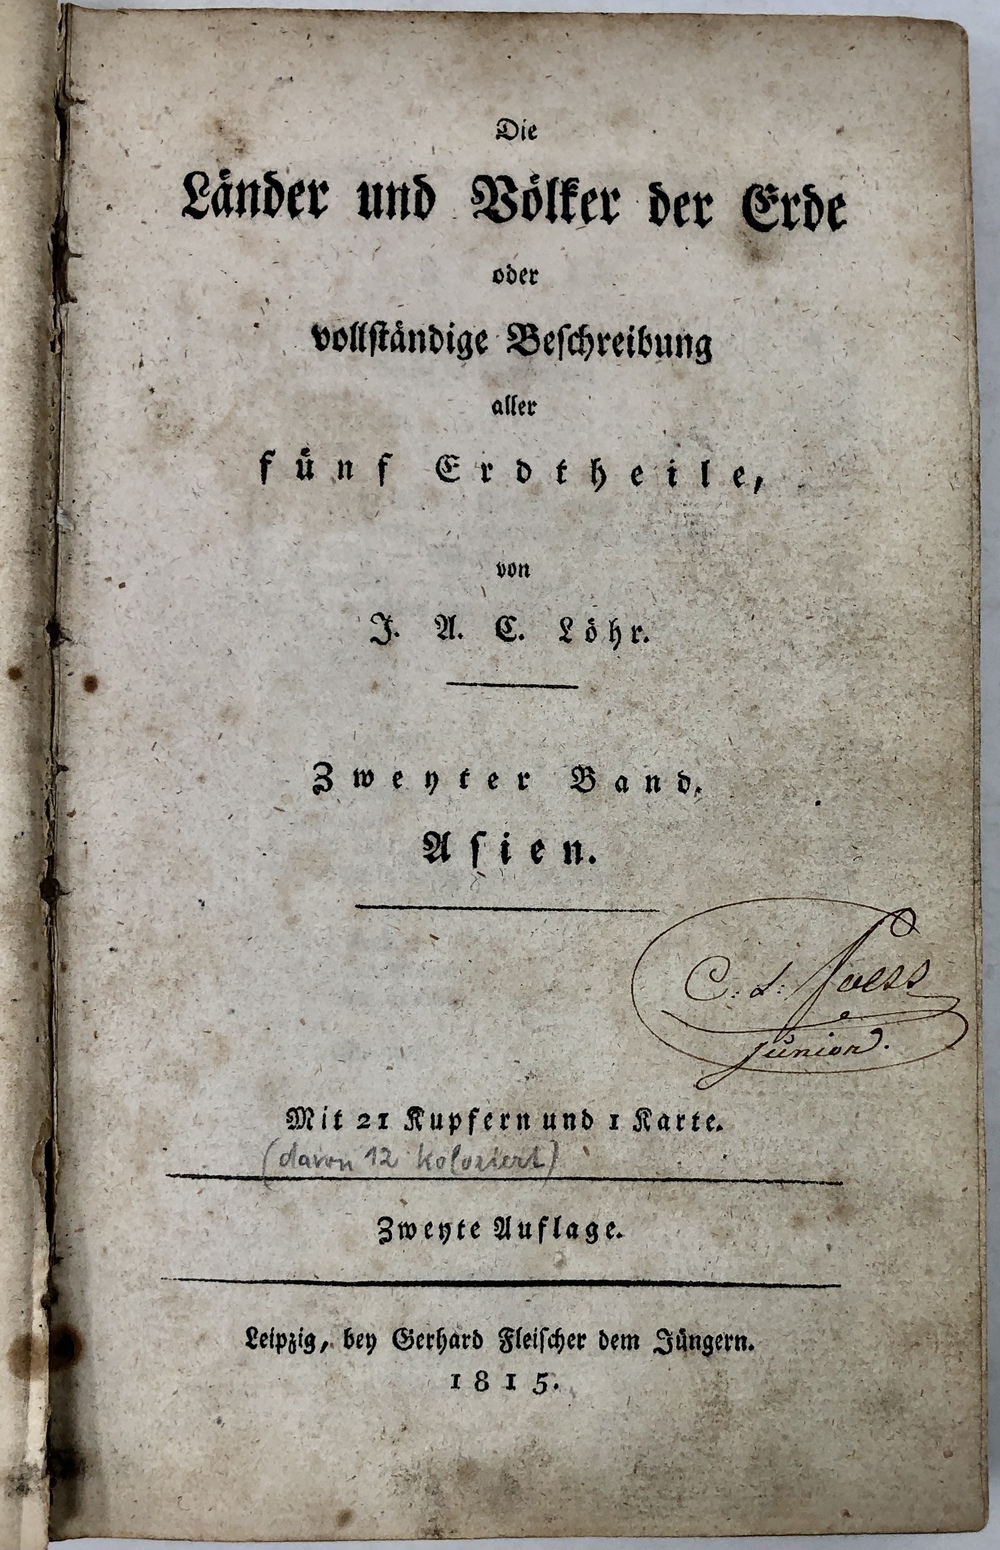 Die
Länder und Völker der Erde
oder
vollständige Beschreibung
aller
fünf Erdtheile,
von
J. A. C. Löhr.
Zweyter Band.
Asien.
C. L.
junior.
Mit 21 Kupfern und 1 Karte.
(davon 12 koloriert)
Zweyte Auflage.
Leipzig, bey Gerhard Fleischer dem Jüngern.
1815.